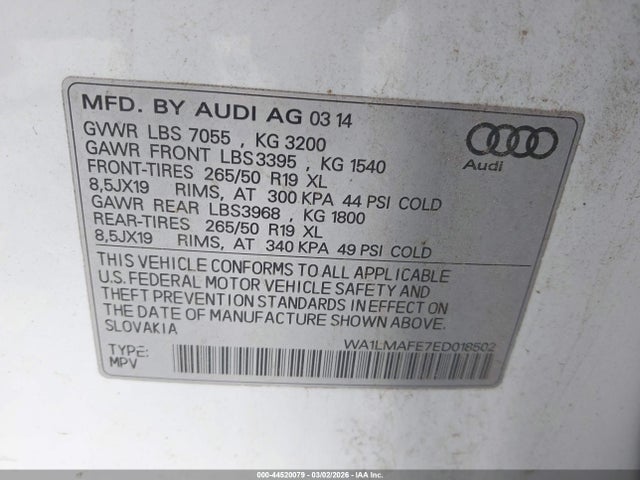 MFD. BY AUDI AG 03 14
GVWR LBS 7055 , KG 3200
GAWR FRONT LBS3395 , KG 1540
FRONT-TIRES 265/50 R19 XL
8,5JX19 RIMS, AT 300 KPA 44 PSI COLD
GAWR REAR LBS3968 , KG 1800
REAR-TIRES 265/50 R19 XL
8,5JX19 RIMS, AT 340 KPA 49 PSI COLD
Audi
THIS VEHICLE CONFORMS TO ALL APPLICABLE
U.S. FEDERAL MOTOR VEHICLE SAFETY AND
THEFT PREVENTION STANDARDS IN EFFECT ON
THE DATE OF MANUFACTURE SHOWN ABOVE.
SLOVAKIA
WA1LMAFE7ED018502
TYPE:
MPV
000-44520079 - 03/02/2026 - IAA Inc.